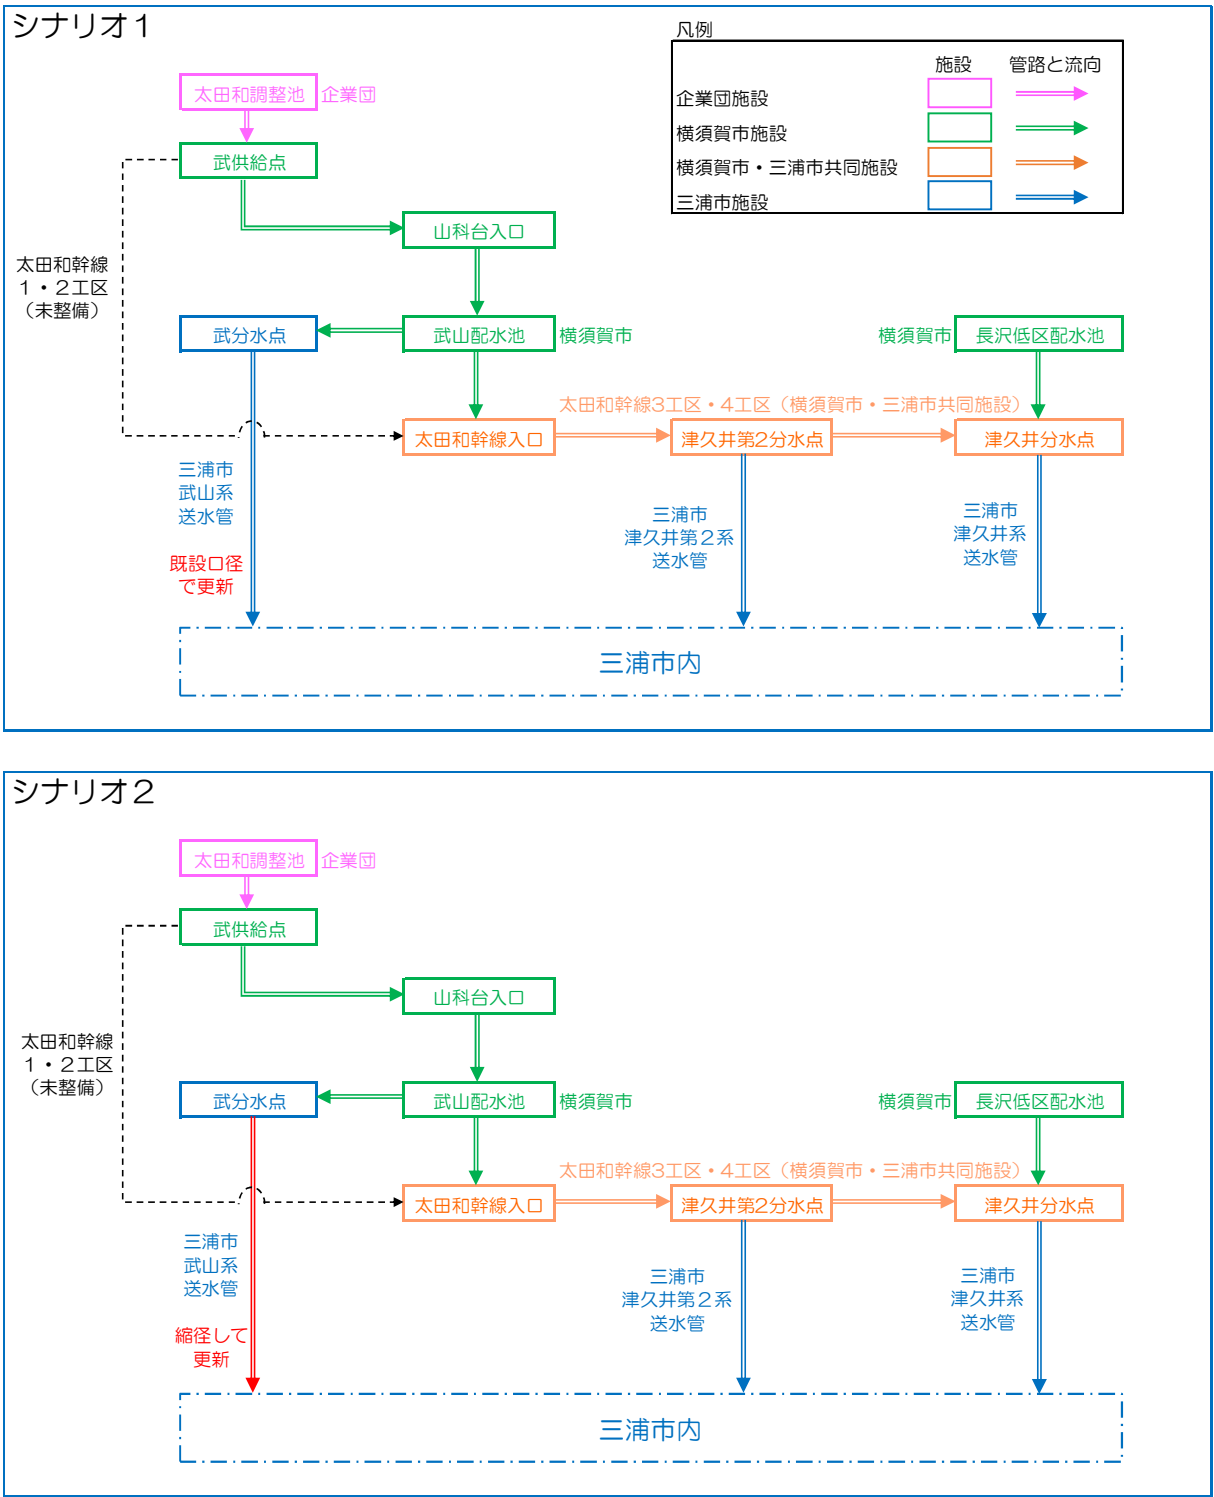 シナリオ１
凡例
施設
管路と流向
企業団施設
横須賀市施設
横須賀市・三浦市共同施設
三浦市施設
太田和調整池
企業団
武供給点
山科台入口
太田和幹線
１・２工区
（未整備）
武分水点
武山配水池
横須賀市
横須賀市
長沢低区配水池
太田和幹線3工区・4工区（横須賀市・三浦市共同施設）
太田和幹線入口
津久井第2分水点
津久井分水点
三浦市
武山系
送水管
既設口径
で更新
三浦市
津久井第２系
送水管
三浦市
津久井系
送水管
三浦市内
シナリオ２
太田和調整池
企業団
武供給点
山科台入口
太田和幹線
１・２工区
（未整備）
武分水点
武山配水池
横須賀市
横須賀市
長沢低区配水池
太田和幹線3工区・4工区（横須賀市・三浦市共同施設）
太田和幹線入口
津久井第2分水点
津久井分水点
三浦市
武山系
送水管
縮径して
更新
三浦市
津久井第２系
送水管
三浦市
津久井系
送水管
三浦市内